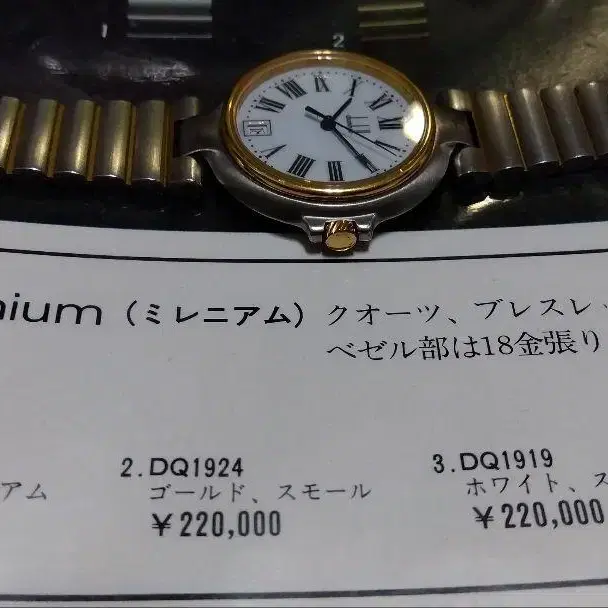 2
nium（ミレニアム）クオーツ、ブレスレ
ベゼル部は18金張り
アム
2.DQ1924
ゴールド、スモール
￥220,000
3.DQ1919
ホワイト、ス
￥220,000